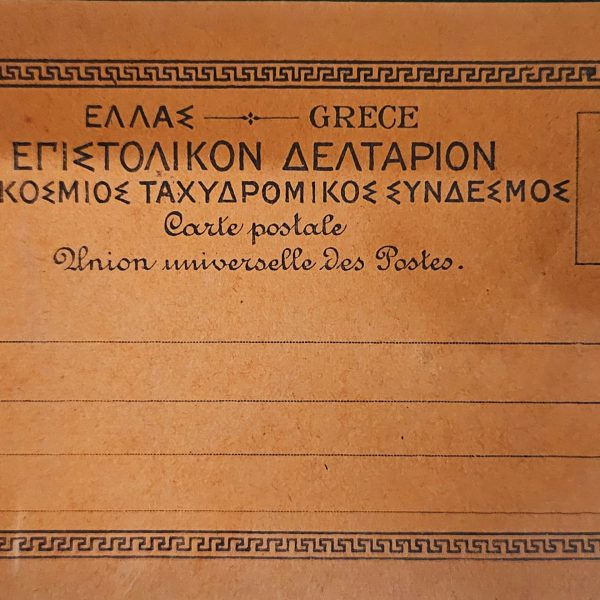 ΕΛΛΑΣ — GRECE
ΕΠΙΣΤΟΛΙΚΟΝ ΔΕΛΤΑΡΙΟΝ
ΚΟΣΜΙΟΣ ΤΑΧΥΔΡΟΜΙΚΟΣ ΣΥΝΔΕΣΜΟΣ
Carte postale
Union universelle des Postes.